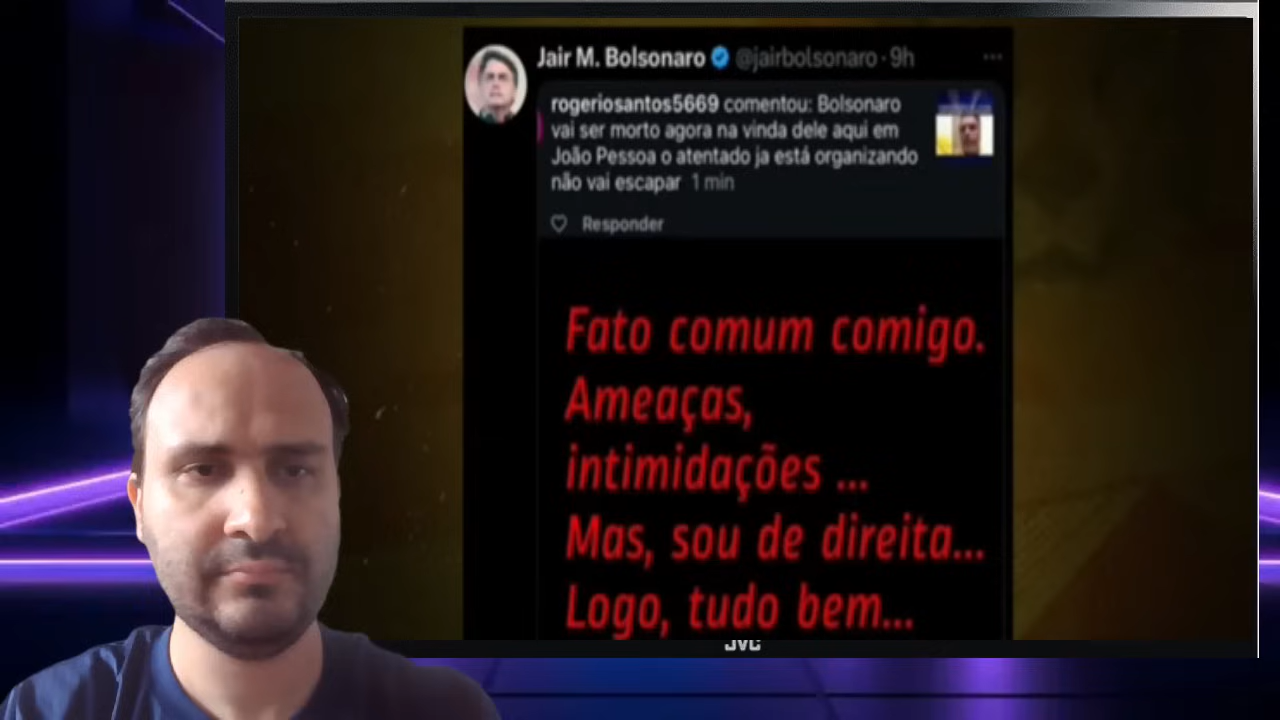 Jair M. Bolsonaro @jairbolsonaro · 9h
rogeriosantos5669 comentou: Bolsonaro
vai ser morto agora na vinda dele aqui em
João Pessoa o atentado ja está organizando
não vai escapar 1 min
Responder
Fato comum comigo.
Ameaças,
intimidações ...
Mas, sou de direita...
Logo, tudo bem...
JVC